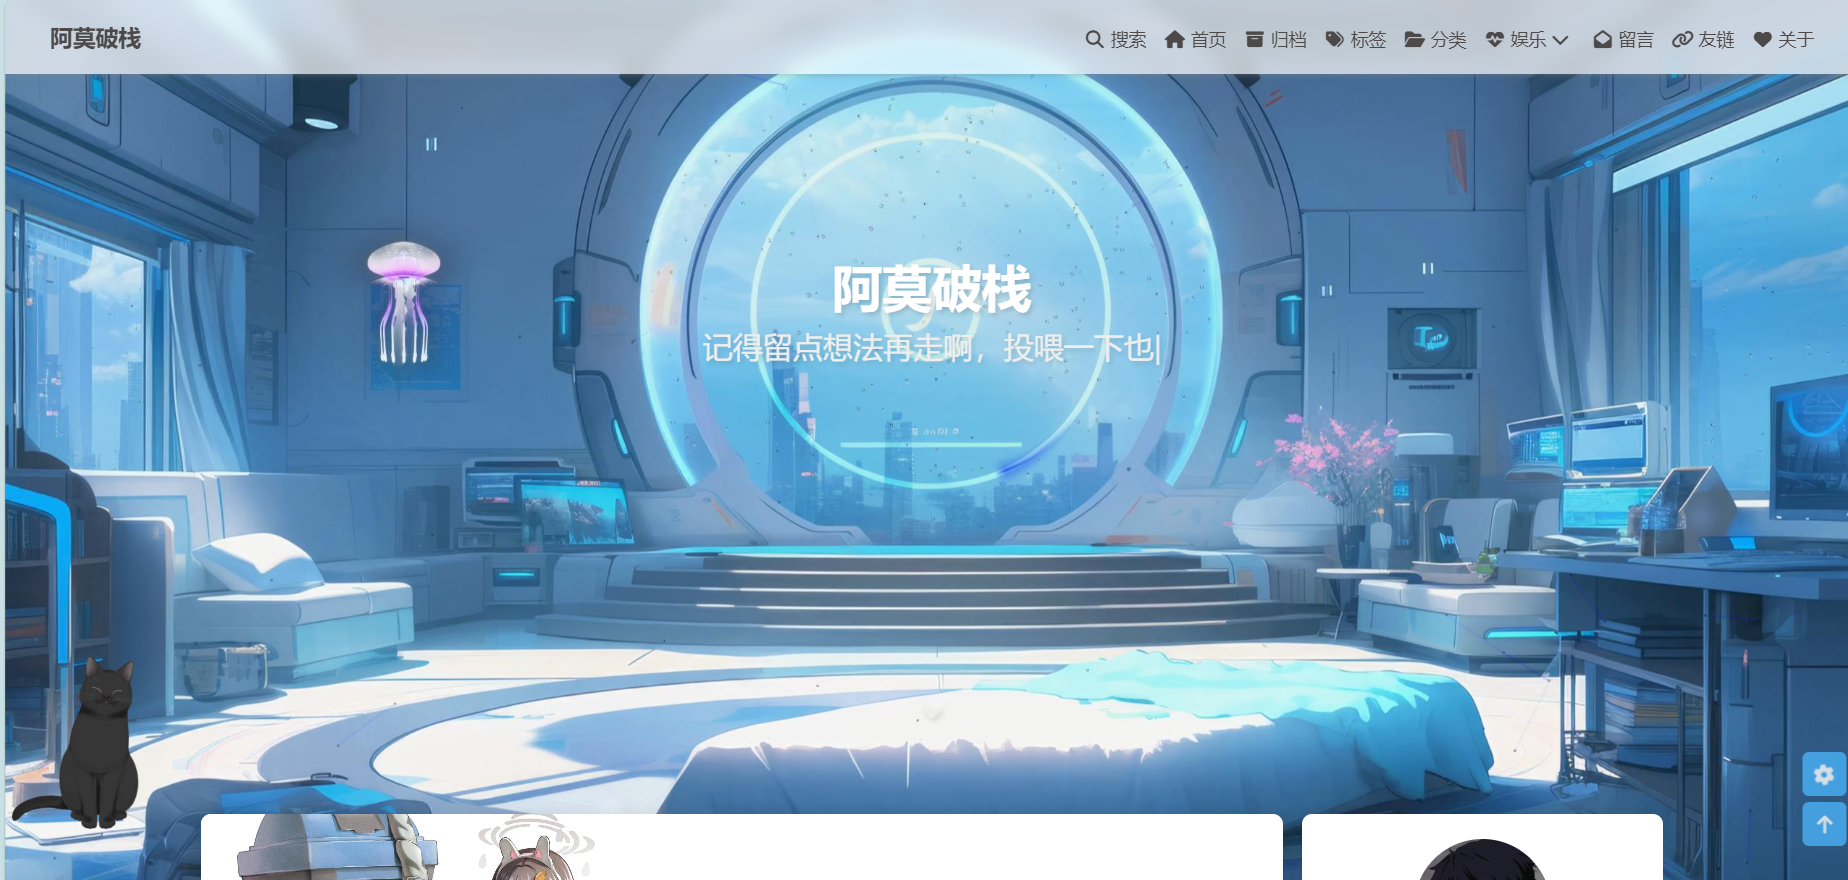 阿莫破栈
搜索 首页 归档 标签 分类 娱乐 留言 友链 关于
阿莫破栈
记得留点想法再走啊，投喂一下也|